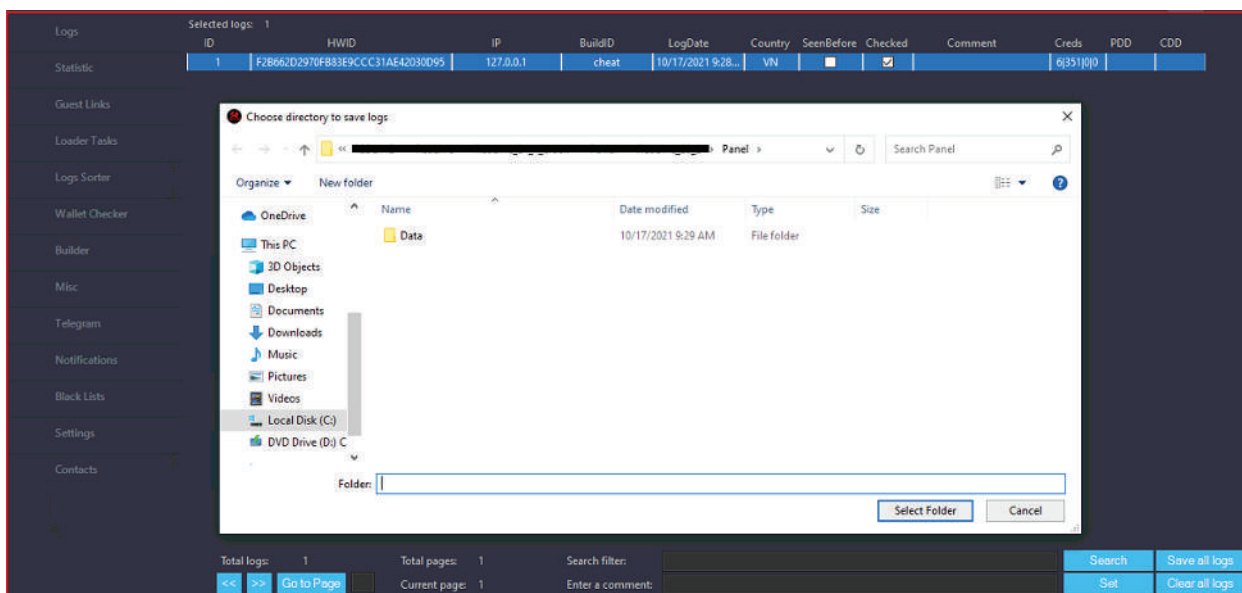 Logs
Statistic
Guest Links
Loader Tasks
Logs Sorter
Wallet Checker
Builder
Misc
Telegram
Notifications
Black Lists
Settings
Contacts
Selected logs: 1
ID HWID IP BuildID LogDate Country SeenBefore Checked Comment Creds PDD CDD
1 F2B662D2970FB83E9CCC31AE42030D95 127.0.0.1 cheat 10/17/2021 9:28... VN 6|351|0|0
Choose directory to save logs
« Panel › Search Panel
Organize New folder
Name Date modified Type Size
Data 10/17/2021 9:29 AM File folder
OneDrive
This PC
3D Objects
Desktop
Documents
Downloads
Music
Pictures
Videos
Local Disk (C:)
DVD Drive (D:) C
Folder:
Select Folder Cancel
Total logs: 1 Total pages: 1 Search filter: Search Save all logs
<< >> Go to Page Current page: 1 Enter a comment: Set Clear all logs